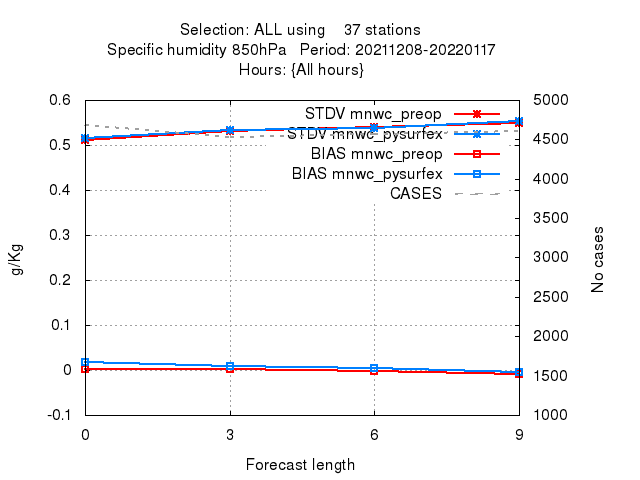 Selection: ALL using    37 stations
Specific humidity 850hPa   Period: 20211208-20220117
Hours: {All hours}
STDV mnwc_preop
STDV mnwc_pysurfex
BIAS mnwc_preop
BIAS mnwc_pysurfex
CASES
g/Kg
0.6
0.5
0.4
0.3
0.2
0.1
0
-0.1
5000
4500
4000
3500
3000
2500
2000
1500
1000
No cases
0 3 6 9
Forecast length